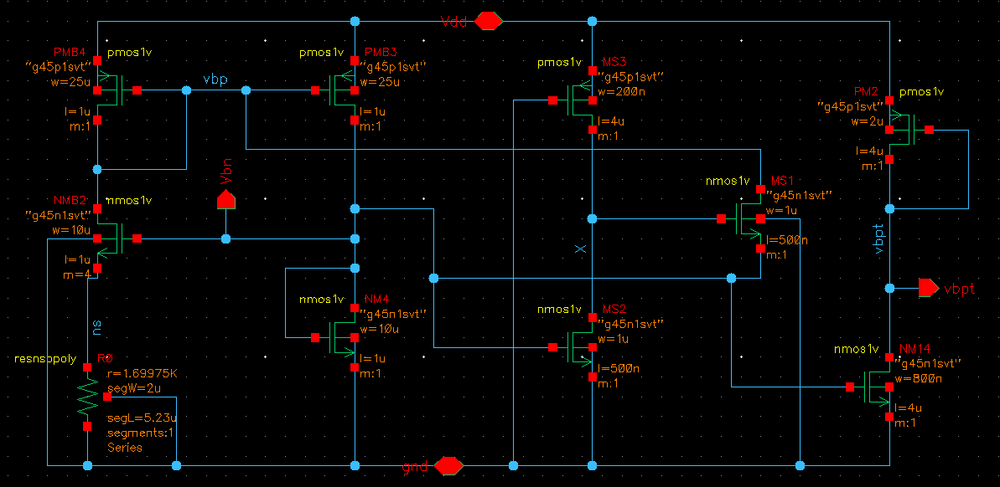 Vdd
PMB4
pmos1v
"g45p1svt"
w=25u
l=1u
m:1
vbp
pmos1v
PMB3
"g45p1svt"
w=25u
l=1u
m:1
pmos1v
MS3
"g45p1svt"
w=200n
l=4u
m:1
PM2
pmos1v
"g45p1svt"
w=2u
l=4u
m:1
Vbn
NMB2
nmos1v
"g45n1svt"
w=10u
l=1u
m=4
nmos1v
MS1
"g45n1svt"
w=1u
l=500n
m:1
X
vbpt
vbpt
nmos1v
NM4
"g45n1svt"
w=10u
l=1u
m:1
nmos1v
MS2
"g45n1svt"
w=1u
l=500n
m:1
nmos1v
NM14
"g45n1svt"
w=800n
l=4u
m:1
ns
resnsppoly
R0
r=1.69975K
segW=2u
segL=5.23u
segments:1
Series
gnd